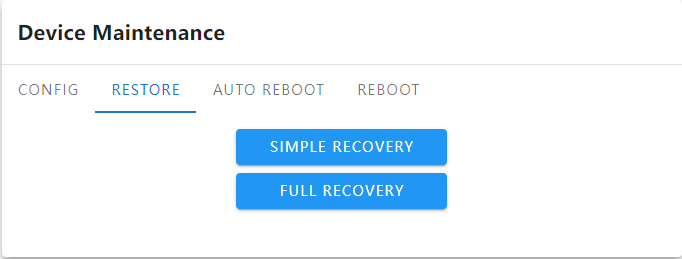 Device Maintenance
CONFIG RESTORE AUTO REBOOT REBOOT
SIMPLE RECOVERY
FULL RECOVERY